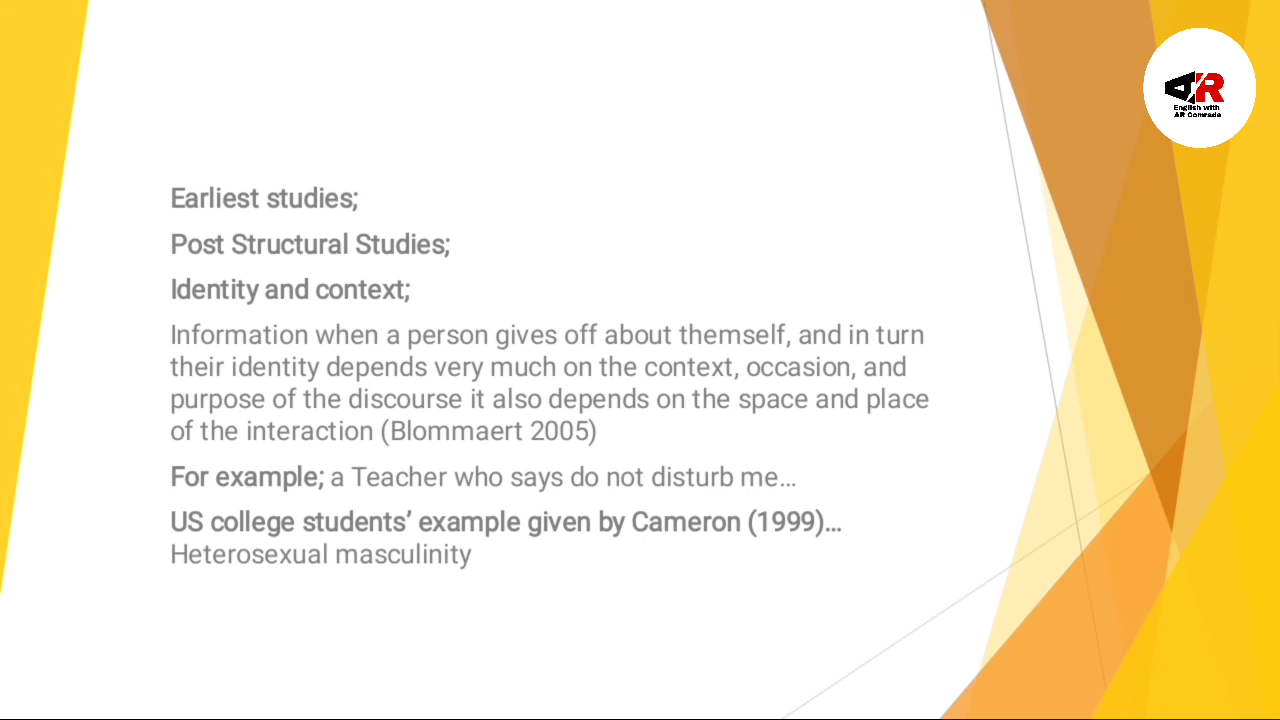 AR
English with
AR Comrade
Earliest studies;
Post Structural Studies;
Identity and context;
Information when a person gives off about themself, and in turn
their identity depends very much on the context, occasion, and
purpose of the discourse it also depends on the space and place
of the interaction (Blommaert 2005)
For example; a Teacher who says do not disturb me…
US college students’ example given by Cameron (1999)…
Heterosexual masculinity